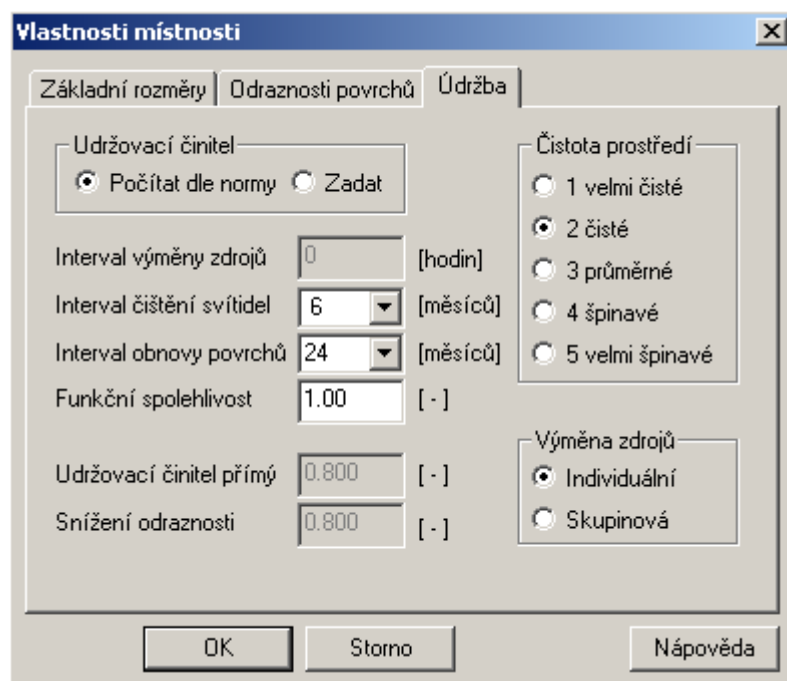 Vlastnosti místnosti
Základní rozměry Odraznosti povrchů Údržba
Udržovací činitel
Počítat dle normy Zadat
Interval výměny zdrojů 0 [hodin]
Interval čištění svítidel 6 [měsíců]
Interval obnovy povrchů 24 [měsíců]
Funkční spolehlivost 1.00 [ - ]
Udržovací činitel přímý 0.800 [ - ]
Snížení odraznosti 0.800 [ - ]
Čistota prostředí
1 velmi čisté
2 čisté
3 průměrné
4 špinavé
5 velmi špinavé
Výměna zdrojů
Individuální
Skupinová
OK Storno Nápověda